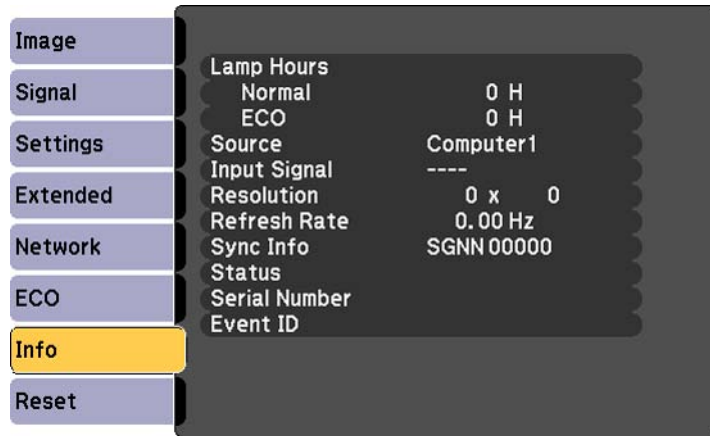 Image
Signal
Settings
Extended
Network
ECO
Info
Reset
Lamp Hours
Normal 0 H
ECO 0 H
Source Computer1
Input Signal ----
Resolution 0 x 0
Refresh Rate 0.00 Hz
Sync Info SGNN 00000
Status
Serial Number
Event ID